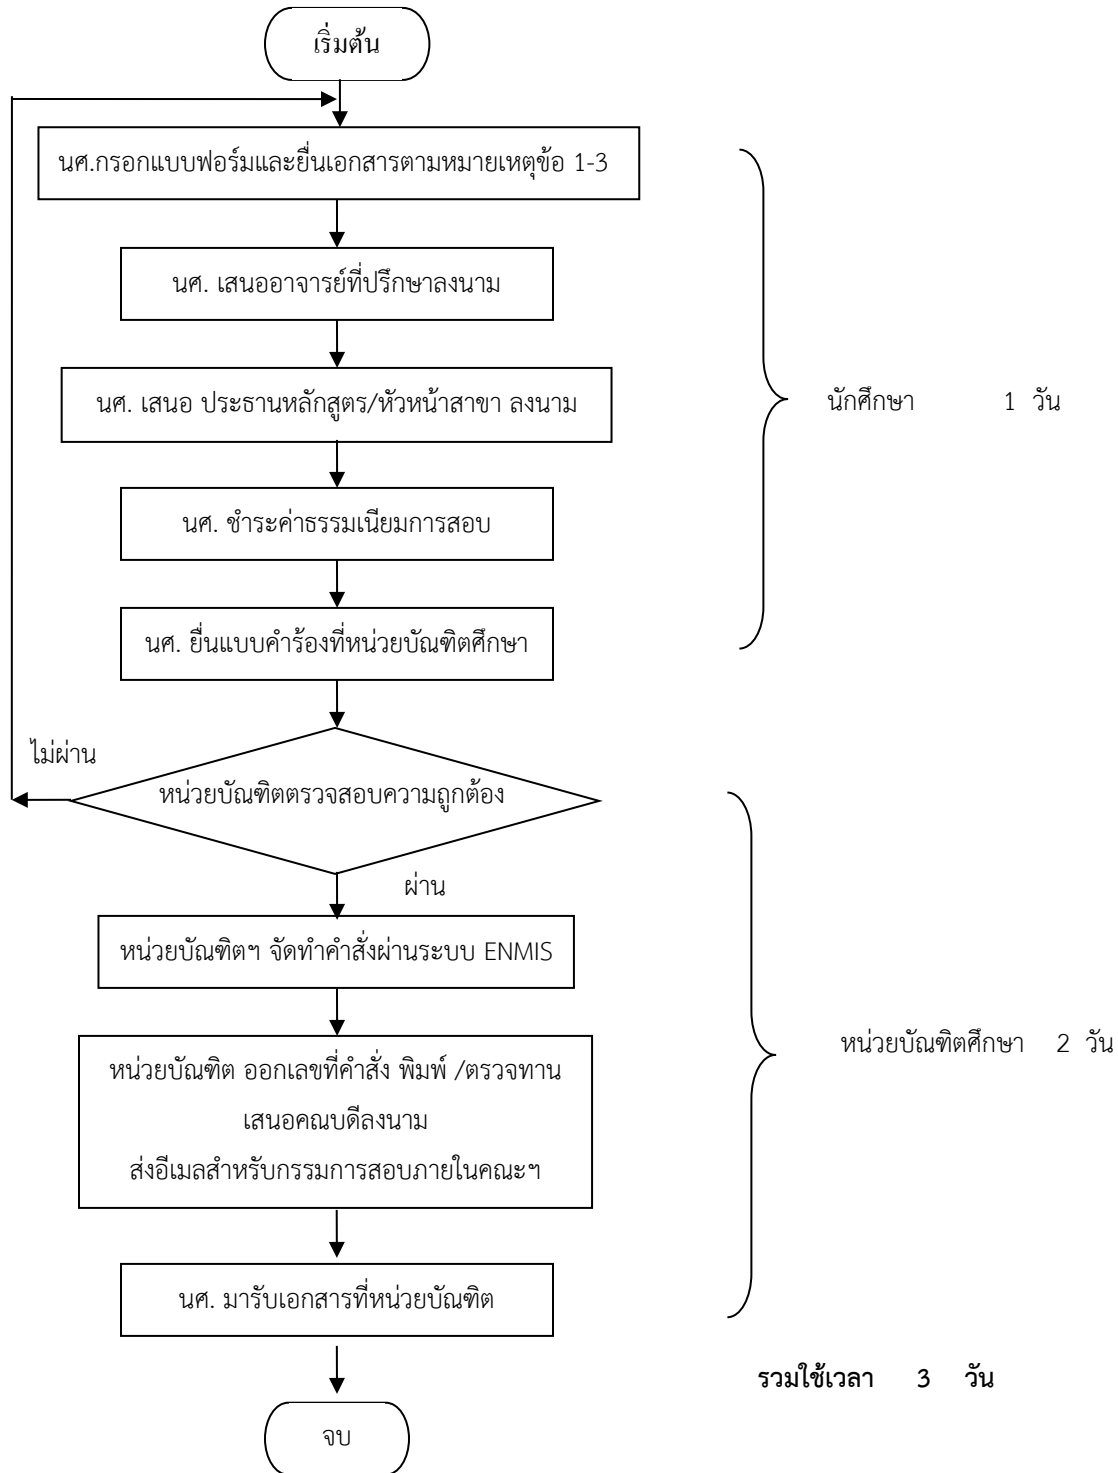 เริ่มต้น
นศ.กรอกแบบฟอร์มและยื่นเอกสารตามหมายเหตุข้อ 1-3
นศ. เสนออาจารย์ที่ปรึกษาลงนาม
นศ. เสนอ ประธานหลักสูตร/หัวหน้าสาขา ลงนาม
นักศึกษา 1 วัน
นศ. ชำระค่าธรรมเนียมการสอบ
นศ. ยื่นแบบคำร้องที่หน่วยบัณฑิตศึกษา
ไม่ผ่าน
หน่วยบัณฑิตตรวจสอบความถูกต้อง
ผ่าน
หน่วยบัณฑิตฯ จัดทำคำสั่งผ่านระบบ ENMIS
หน่วยบัณฑิตศึกษา 2 วัน
หน่วยบัณฑิต ออกเลขที่คำสั่ง พิมพ์ /ตรวจทาน
เสนอคณบดีลงนาม
ส่งอีเมลสำหรับกรรมการสอบภายในคณะฯ
นศ. มารับเอกสารที่หน่วยบัณฑิต
รวมใช้เวลา 3 วัน
จบ